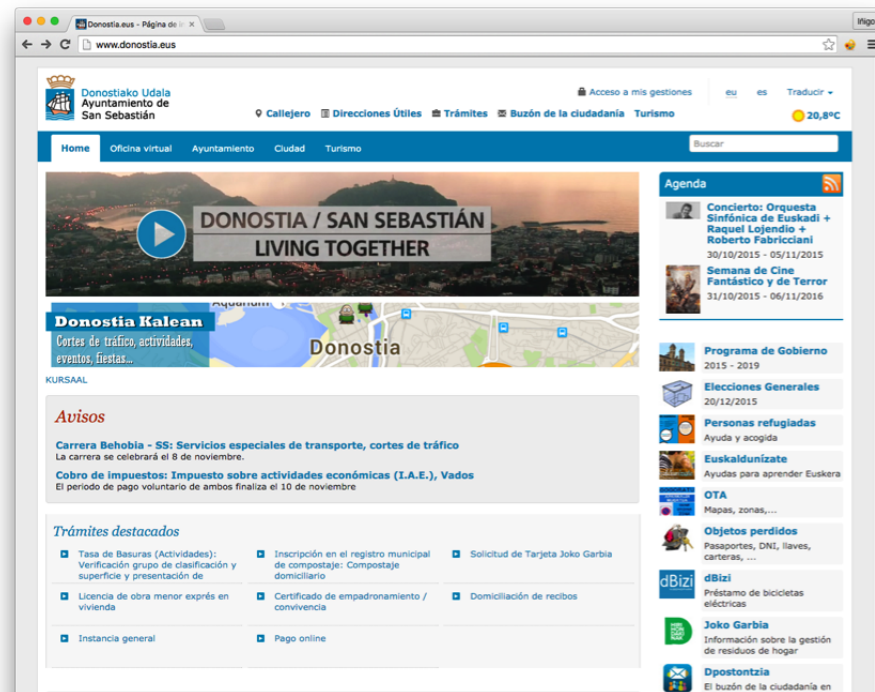 Donostia.eus - Página de in
Iñigo
www.donostia.eus
Donostiako Udala
Ayuntamiento de
San Sebastián
Acceso a mis gestiones
eu
es
Traducir
Callejero
Direcciones Útiles
Trámites
Buzón de la ciudadanía
Turismo
20,8ºC
Home
Oficina virtual
Ayuntamiento
Ciudad
Turismo
Buscar
DONOSTIA / SAN SEBASTIÁN
LIVING TOGETHER
Donostia Kalean
Cortes de tráfico, actividades,
eventos, fiestas...
Aquarium
Donostia
KURSAAL
Avisos
Carrera Behobia - SS: Servicios especiales de transporte, cortes de tráfico
La carrera se celebrará el 8 de noviembre.
Cobro de impuestos: Impuesto sobre actividades económicas (I.A.E.), Vados
El periodo de pago voluntario de ambos finaliza el 10 de noviembre
Trámites destacados
Tasa de Basuras (Actividades):
Verificación grupo de clasificación y
superficie y presentación de
Inscripción en el registro municipal
de compostaje: Compostaje
domiciliario
Solicitud de Tarjeta Joko Garbia
Licencia de obra menor exprés en
vivienda
Certificado de empadronamiento /
convivencia
Domiciliación de recibos
Instancia general
Pago online
Agenda
Concierto: Orquesta
Sinfónica de Euskadi +
Raquel Lojendio +
Roberto Fabricciani
30/10/2015 - 05/11/2015
Semana de Cine
Fantástico y de Terror
31/10/2015 - 06/11/2016
Programa de Gobierno
2015 - 2019
Elecciones Generales
20/12/2015
Personas refugiadas
Ayuda y acogida
Euskaldunízate
Ayudas para aprender Euskera
OTA
Mapas, zonas,...
Objetos perdidos
Pasaportes, DNI, llaves,
carteras, ...
dBizi
dBizi
Préstamo de bicicletas
eléctricas
Joko Garbia
Información sobre la gestión
de residuos de hogar
Dpostontzia
El buzón de la ciudadanía en